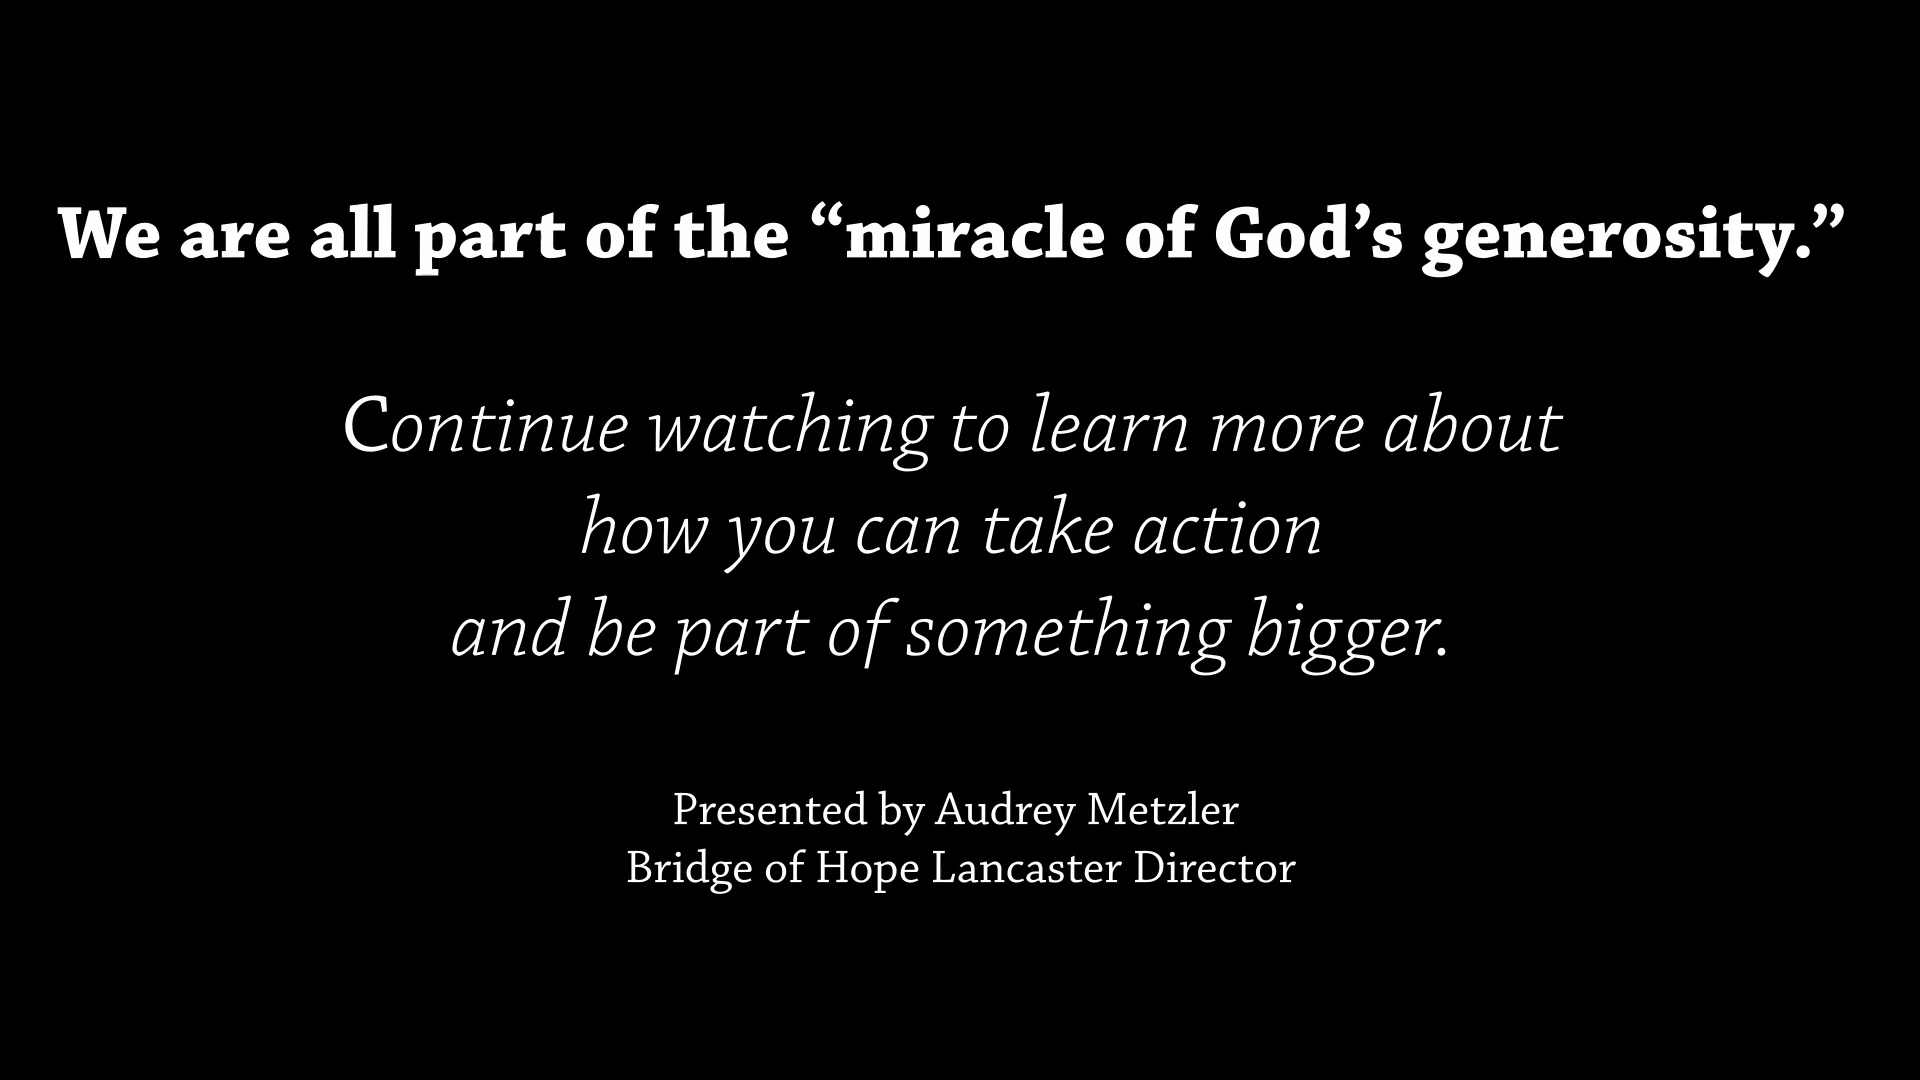 We are all part of the “miracle of God’s generosity.”
Continue watching to learn more about
how you can take action
and be part of something bigger.
Presented by Audrey Metzler
Bridge of Hope Lancaster Director